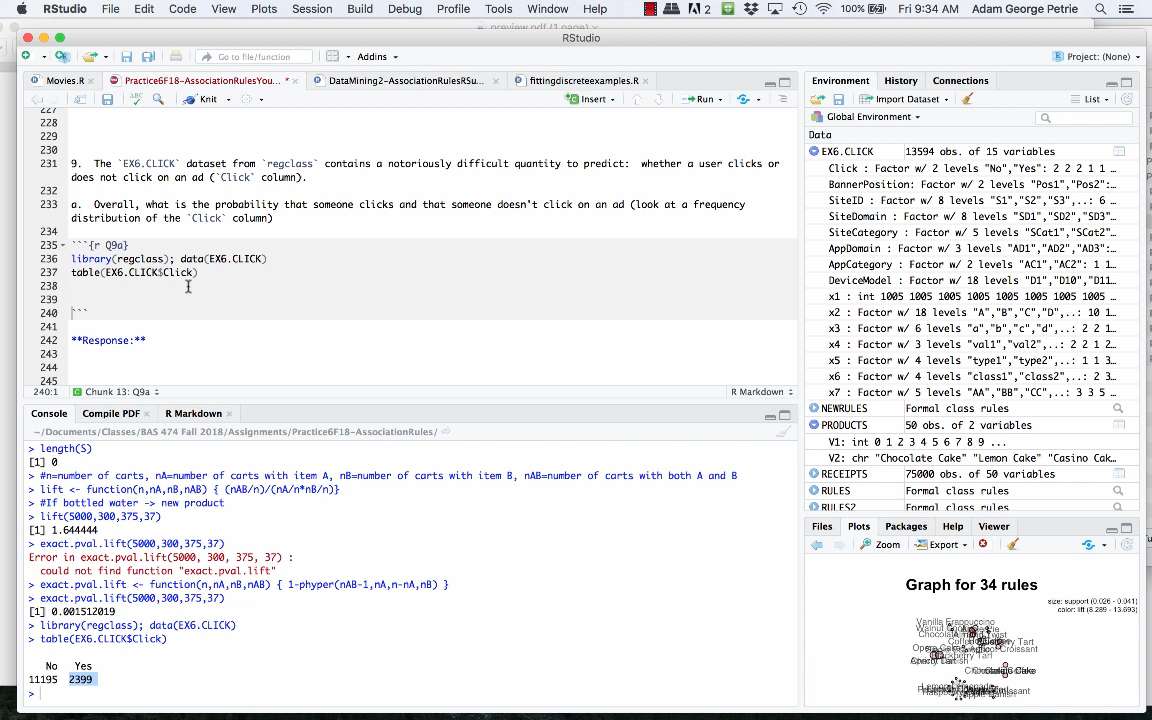 RStudio File Edit Code View Plots Session Build Debug Profile Tools Window Help 100% Fri 9:34 AM Adam George Petrie
preview.pdf (1 page)
RStudio
Go to file/function Addins Project: (None)
Movies.R Practice6F18-AssociationRulesYou... * DataMining2-AssociationRulesRSu... fittingdiscreteexamples.R
ABC Knit Insert Run
227
228
229
230
231 9. The `EX6.CLICK` dataset from `regclass` contains a notoriously difficult quantity to predict: whether a user clicks or
does not click on an ad (`Click` column).
232
233 a. Overall, what is the probability that someone clicks and that someone doesn't click on an ad (look at a frequency
distribution of the `Click` column)
234
235 ```{r Q9a}
236 library(regclass); data(EX6.CLICK)
237 table(EX6.CLICK$Click)
238
239
240 ```
241
242 **Response:**
243
244
245
240:1 Chunk 13: Q9a R Markdown
Console Compile PDF R Markdown
~/Documents/Classes/BAS 474 Fall 2018/Assignments/Practice6F18-AssociationRules/
> length(S)
[1] 0
> #n=number of carts, nA=number of carts with item A, nB=number of carts with item B, nAB=number of carts with both A and B
> lift <- function(n,nA,nB,nAB) { (nAB/n)/(nA/n*nB/n)}
> #If bottled water -> new product
> lift(5000,300,375,37)
[1] 1.644444
> exact.pval.lift(5000,300,375,37)
Error in exact.pval.lift(5000, 300, 375, 37) :
could not find function "exact.pval.lift"
> exact.pval.lift <- function(n,nA,nB,nAB) { 1-phyper(nAB-1,nA,n-nA,nB) }
> exact.pval.lift(5000,300,375,37)
[1] 0.001512019
> library(regclass); data(EX6.CLICK)
> table(EX6.CLICK$Click)
No Yes
11195 2399
>
Environment History Connections
Import Dataset List
Global Environment
Data
EX6.CLICK 13594 obs. of 15 variables
Click : Factor w/ 2 levels "No","Yes": 2 2 2 1 1 ...
BannerPosition: Factor w/ 2 levels "Pos1","Pos2":...
SiteID : Factor w/ 8 levels "S1","S2","S3",..: 6 ...
SiteDomain : Factor w/ 8 levels "SD1","SD2","SD3"...
SiteCategory : Factor w/ 5 levels "SCat1","SCat2"...
AppDomain : Factor w/ 3 levels "AD1","AD2","AD3":...
AppCategory : Factor w/ 2 levels "AC1","AC2": 1 1...
DeviceModel : Factor w/ 18 levels "D1","D10","D11...
x1 : int 1005 1005 1005 1005 1005 1005 1005 ...
x2 : Factor w/ 18 levels "A","B","C","D",..: 10 1...
x3 : Factor w/ 6 levels "a","b","c","d",..: 2 2 1...
x4 : Factor w/ 3 levels "val1","val2",..: 2 2 1 2...
x5 : Factor w/ 4 levels "type1","type2",..: 1 1 3...
x6 : Factor w/ 4 levels "class1","class2",..: 2 3...
x7 : Factor w/ 4 levels "AA","BB","CC",..: 3 3 5 ...
NEWRULES Formal class rules
PRODUCTS 50 obs. of 2 variables
V1: int 0 1 2 3 4 5 6 7 8 9 ...
V2: chr "Chocolate Cake" "Lemon Cake" "Casino Cak...
RECEIPTS 75000 obs. of 50 variables
RULES Formal class rules
RULES2 Formal class rules
Files Plots Packages Help Viewer
Zoom Export
Graph for 34 rules
size: support (0.026 - 0.041)
color: lift (8.289 - 13.693)
Vanilla Frappuccino